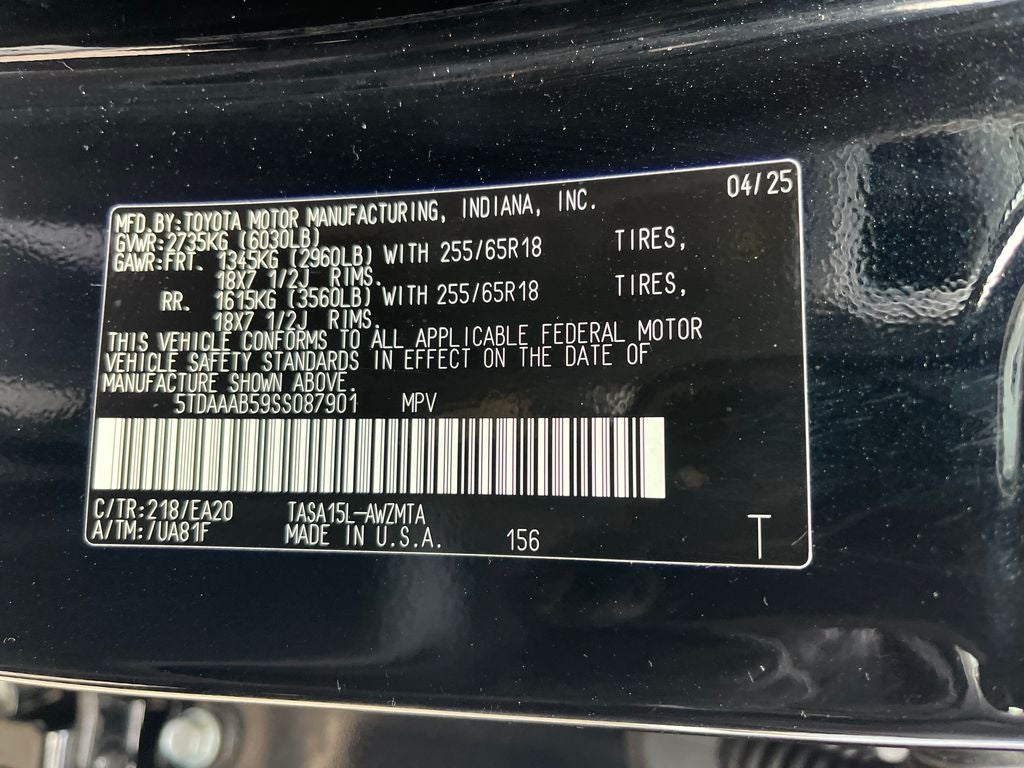 04/25
MFD.BY:TOYOTA MOTOR MANUFACTURING, INDIANA, INC.
GVWR:2735KG (6030LB)
GAWR:FRT. 1345KG (2960LB) WITH 255/65R18 TIRES,
18X7 1/2J RIMS.
RR. 1615KG (3560LB) WITH 255/65R18 TIRES,
18X7 1/2J RIMS.
THIS VEHICLE CONFORMS TO ALL APPLICABLE FEDERAL MOTOR
VEHICLE SAFETY STANDARDS IN EFFECT ON THE DATE OF
MANUFACTURE SHOWN ABOVE.
5TDAAAB59SS087901 MPV
C/TR:218/EA20 TASA15L-AWZMTA
A/TM:/UA81F MADE IN U.S.A. 156 T